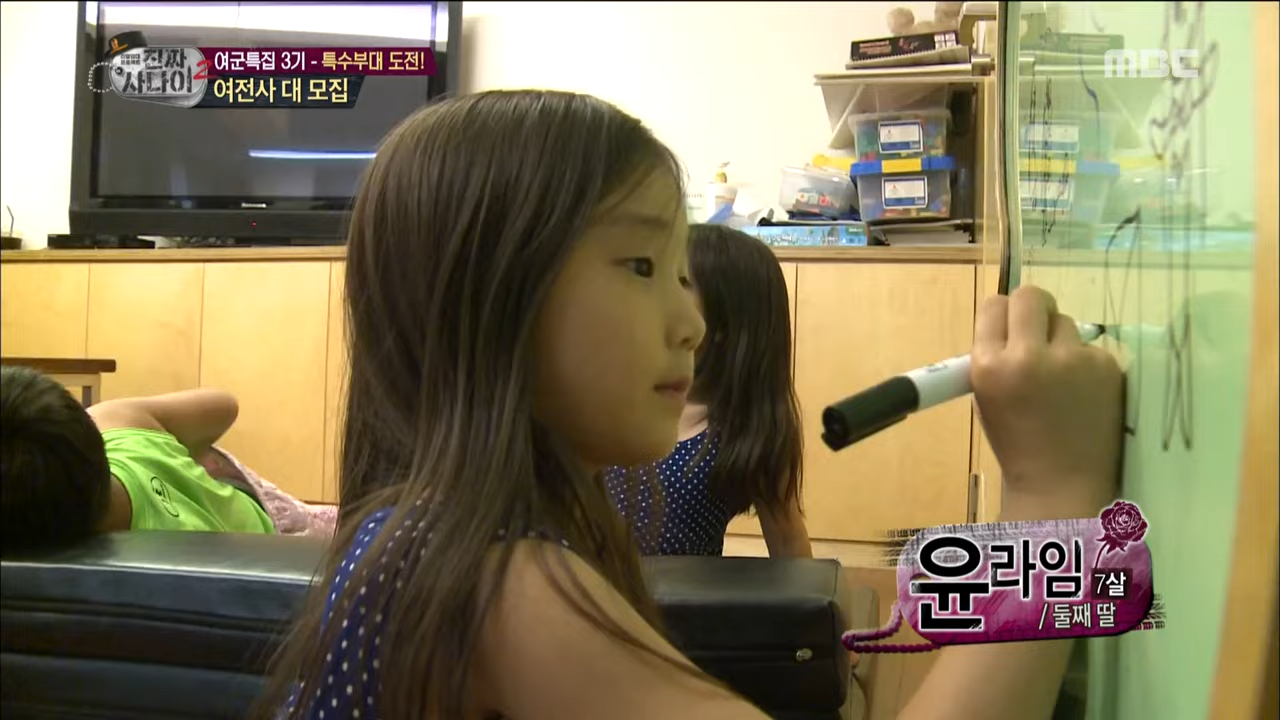 진짜 사나이2
여군특집 3기 - 특수부대 도전!
여전사 대 모집
MBC
윤라임 7살
/ 둘째 딸